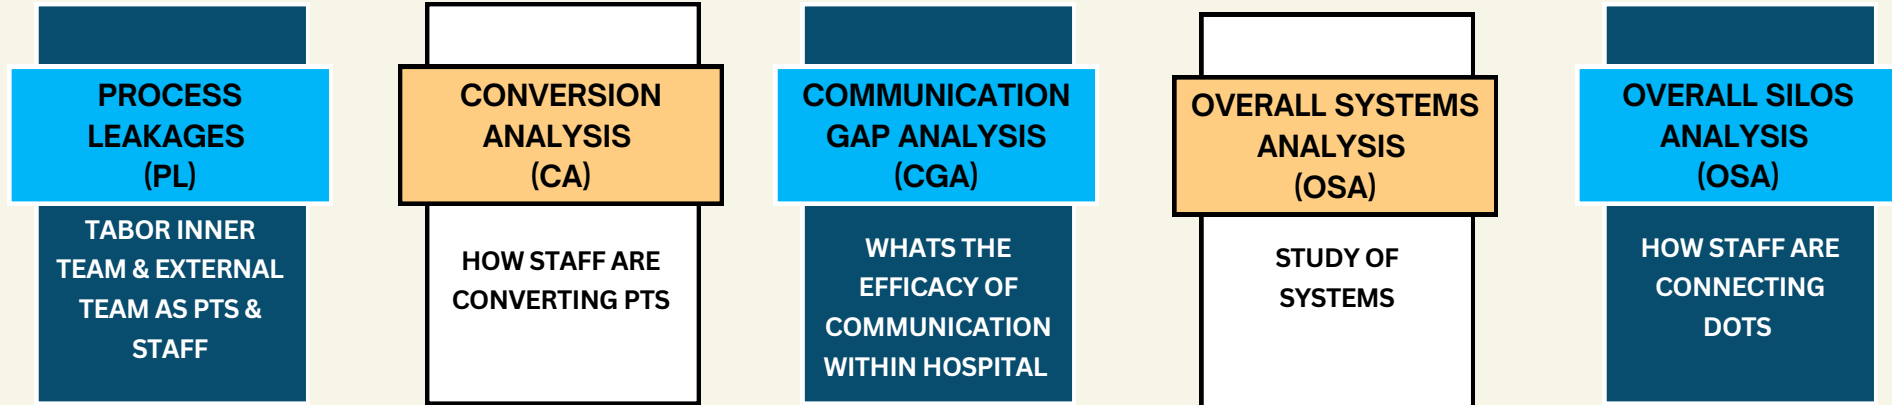 PROCESS
LEAKAGES
(PL)
TABOR INNER
TEAM & EXTERNAL
TEAM AS PTS &
STAFF
CONVERSION
ANALYSIS
(CA)
HOW STAFF ARE
CONVERTING PTS
COMMUNICATION
GAP ANALYSIS
(CGA)
WHATS THE
EFFICACY OF
COMMUNICATION
WITHIN HOSPITAL
OVERALL SYSTEMS
ANALYSIS
(OSA)
STUDY OF
SYSTEMS
OVERALL SILOS
ANALYSIS
(OSA)
HOW STAFF ARE
CONNECTING
DOTS